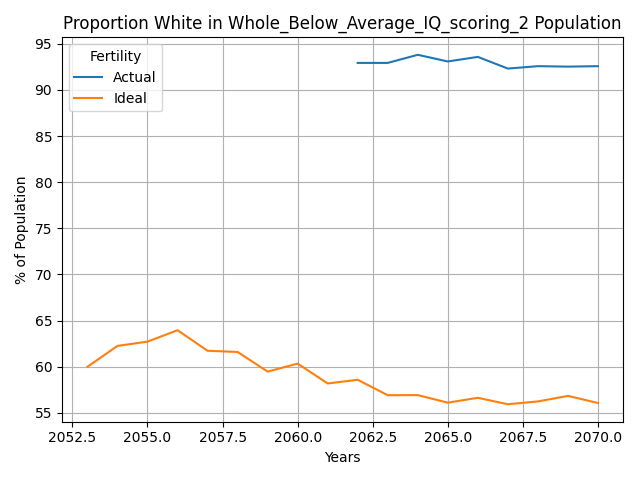 Proportion White in Whole_Below_Average_IQ_scoring_2 Population
Fertility
Actual
Ideal
% of Population
95
90
85
80
75
70
65
60
55
2052.5 2055.0 2057.5 2060.0 2062.5 2065.0 2067.5 2070.0
Years